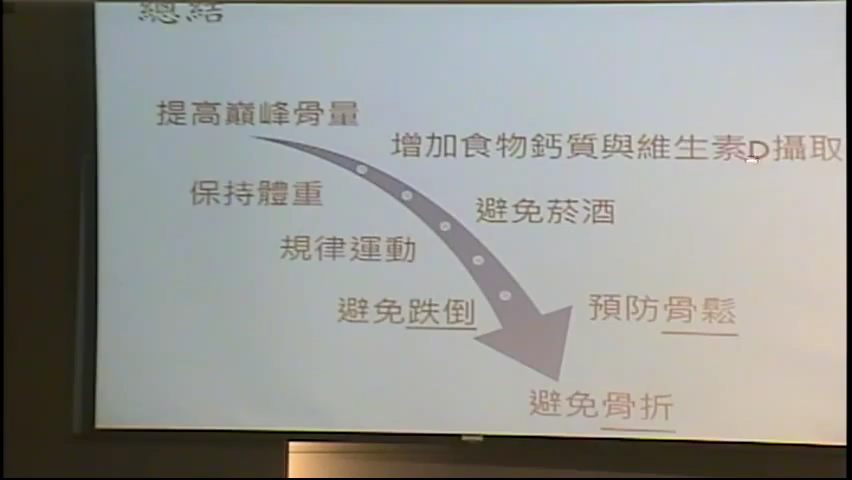 總結
提高巔峰骨量
增加食物鈣質與維生素D攝取
保持體重
避免菸酒
規律運動
避免跌倒
預防骨鬆
避免骨折